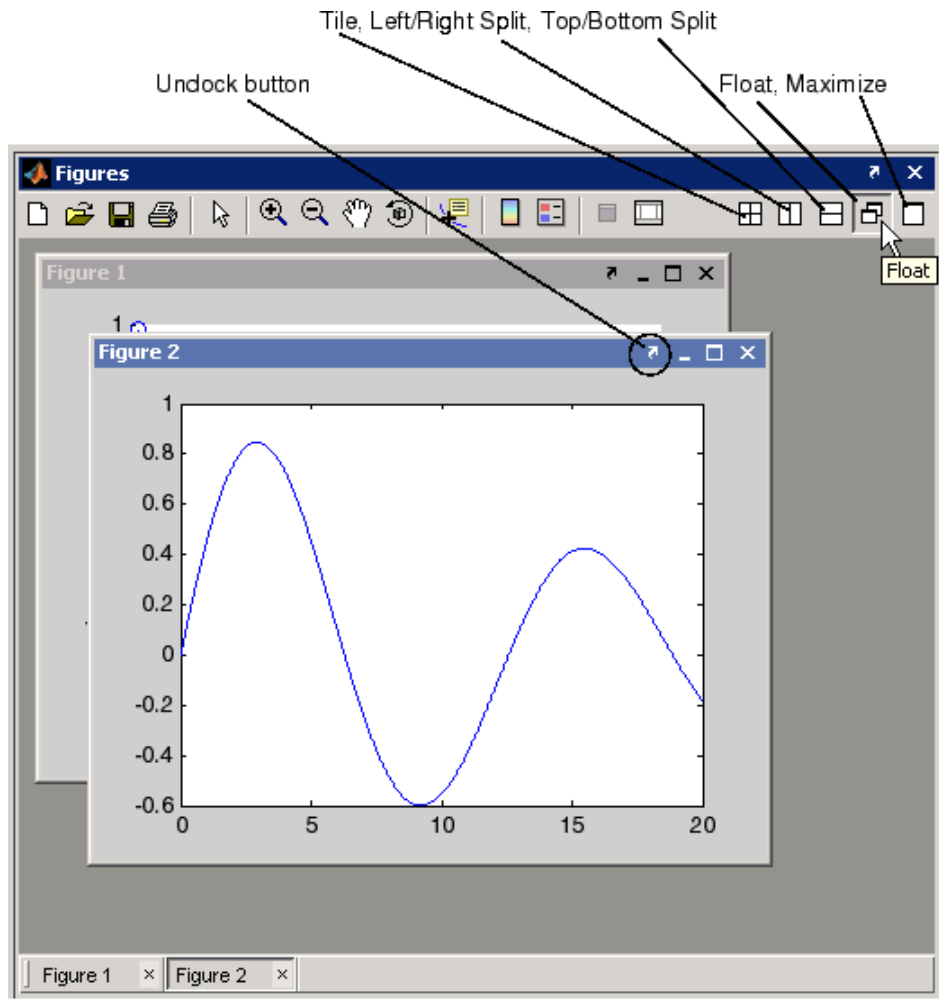 Tile, Left/Right Split, Top/Bottom Split
Undock button
Float, Maximize
Figures
Float
Figure 1
1
Figure 2
1
0.8
0.6
0.4
0.2
0
-0.2
-0.4
-0.6
0 5 10 15 20
Figure 1 Figure 2